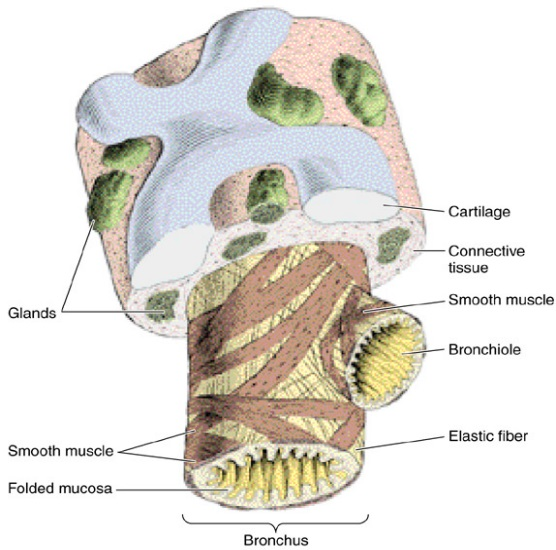 Cartilage
Connective
tissue
Smooth muscle
Glands
Bronchiole
Elastic fiber
Smooth muscle
Folded mucosa
Bronchus